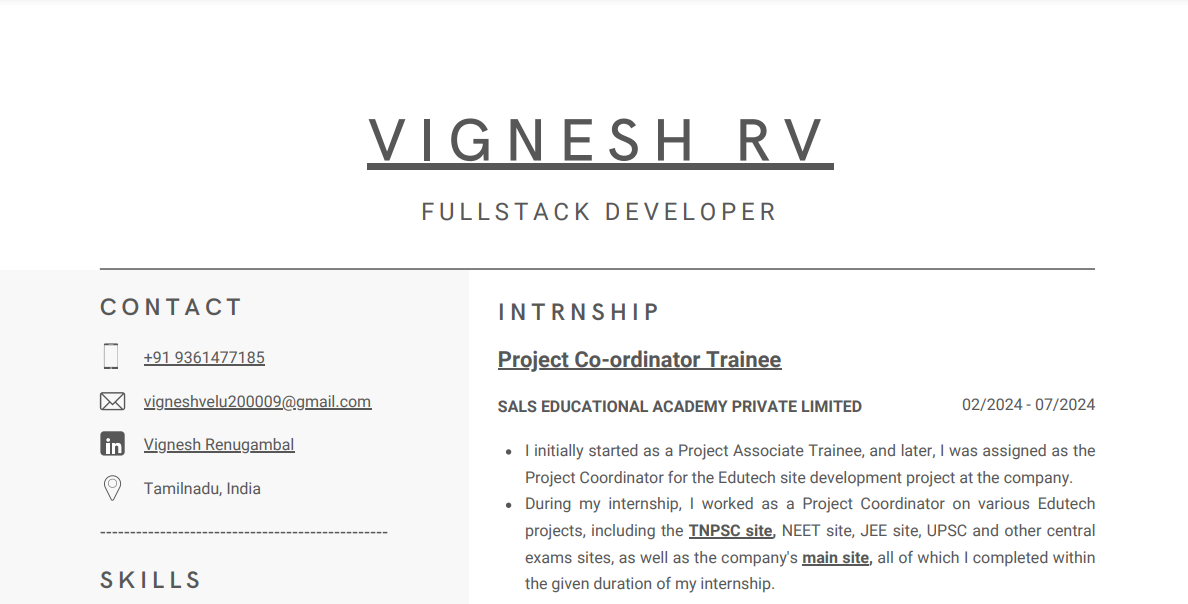 VIGNESH RV
FULLSTACK DEVELOPER
CONTACT
+91 9361477185
vigneshvelu200009@gmail.com
in
Vignesh Renugambal
Tamilnadu, India
------------------------------------------------
SKILLS
INTRNSHIP
Project Co-ordinator Trainee
SALS EDUCATIONAL ACADEMY PRIVATE LIMITED 02/2024 - 07/2024
• I initially started as a Project Associate Trainee, and later, I was assigned as the
Project Coordinator for the Edutech site development project at the company.
• During my internship, I worked as a Project Coordinator on various Edutech
projects, including the TNPSC site, NEET site, JEE site, UPSC and other central
exams sites, as well as the company's main site, all of which I completed within
the given duration of my internship.